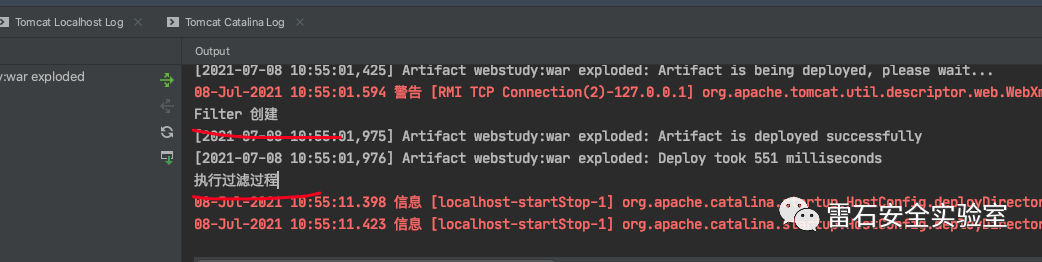 Tomcat Localhost Log × Tomcat Catalina Log ×
Output
y:war exploded
[2021-07-08 10:55:01,425] Artifact webstudy:war exploded: Artifact is being deployed, please wait...
08-Jul-2021 10:55:01.594 警告 [RMI TCP Connection(2)-127.0.0.1] org.apache.tomcat.util.descriptor.web.WebXm
Filter 创建
[2021-07-08 10:55:01,975] Artifact webstudy:war exploded: Artifact is deployed successfully
[2021-07-08 10:55:01,976] Artifact webstudy:war exploded: Deploy took 551 milliseconds
执行过滤过程
08-Jul-2021 10:55:11.398 信息 [localhost-startStop-1] org.apache.catalina.startup.HostConfig.deployDirector
08-Jul-2021 10:55:11.423 信息 [localhost-startStop-1] org.apache.catalina.startup.HostConfig.deployDirector
雷石安全实验室